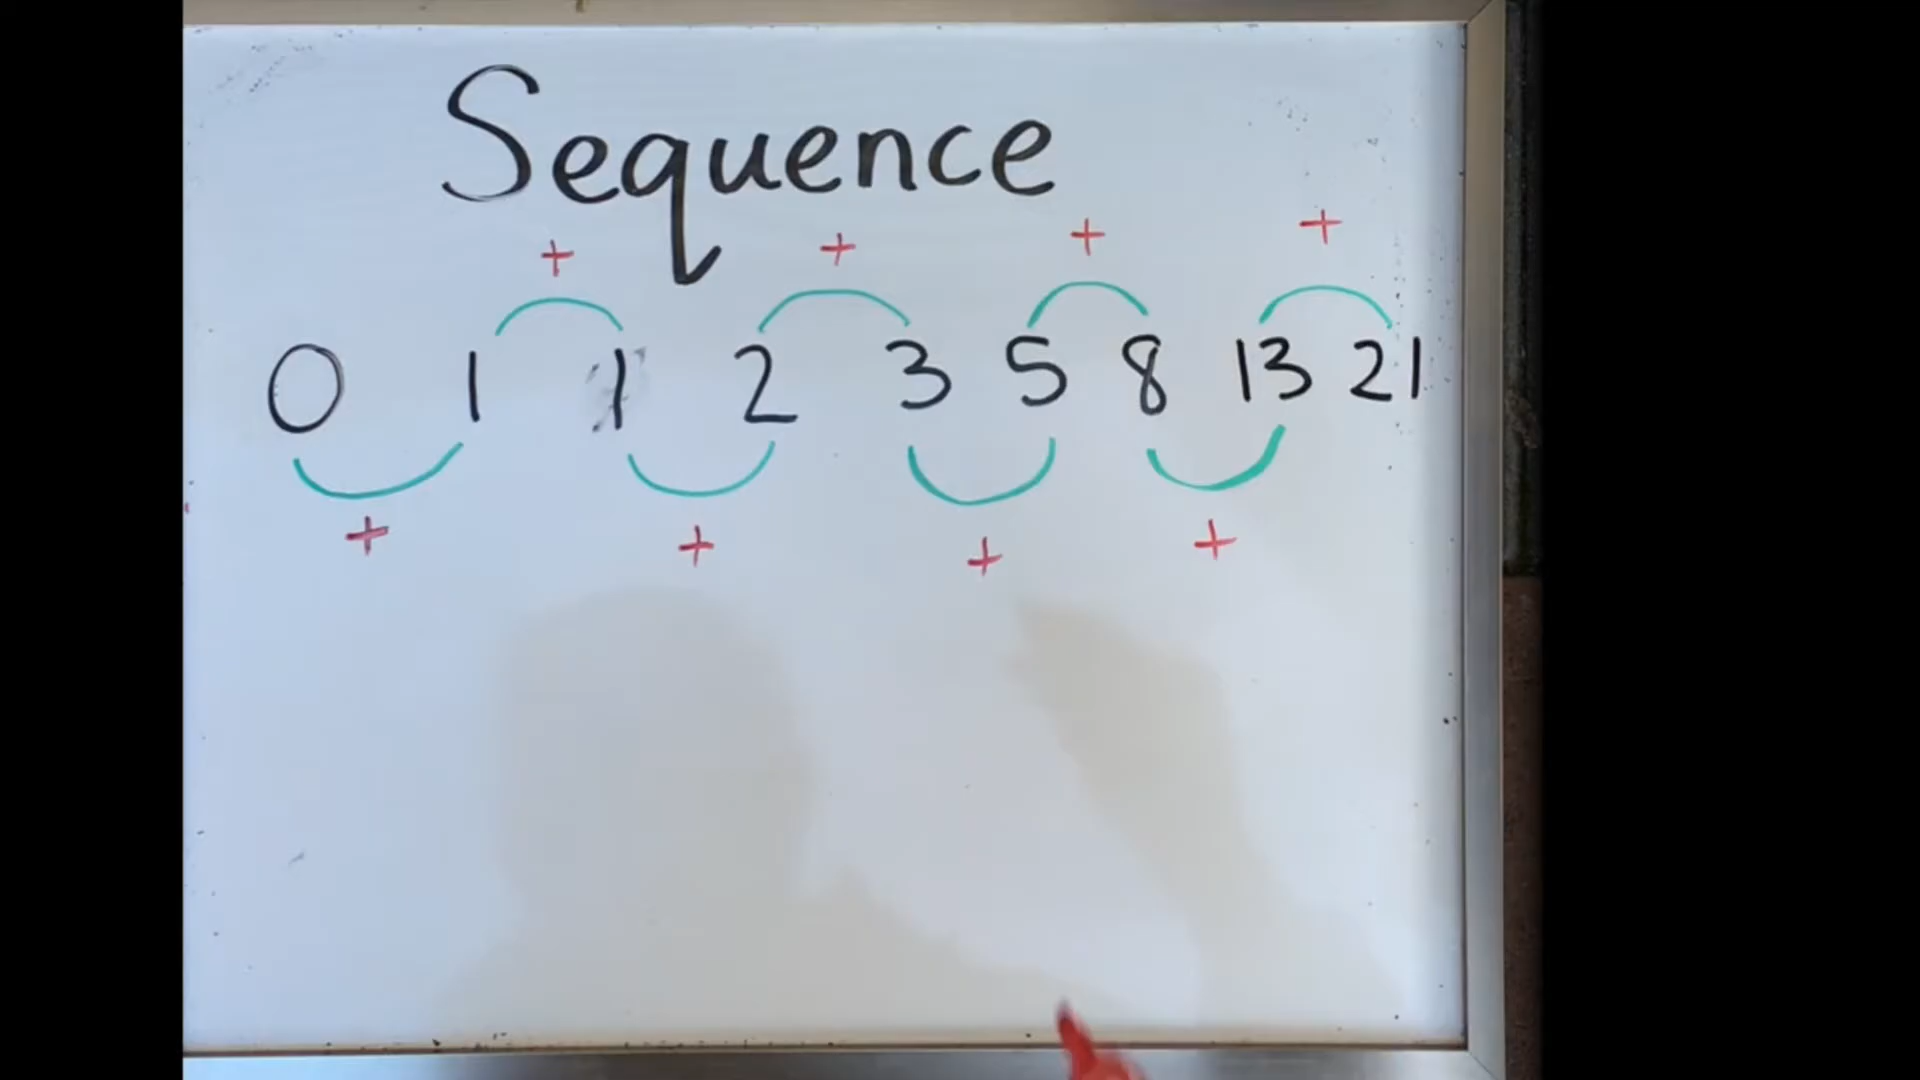 Sequence
+ + + +
0 1 1 2 3 5 8 13 21
+ + + +